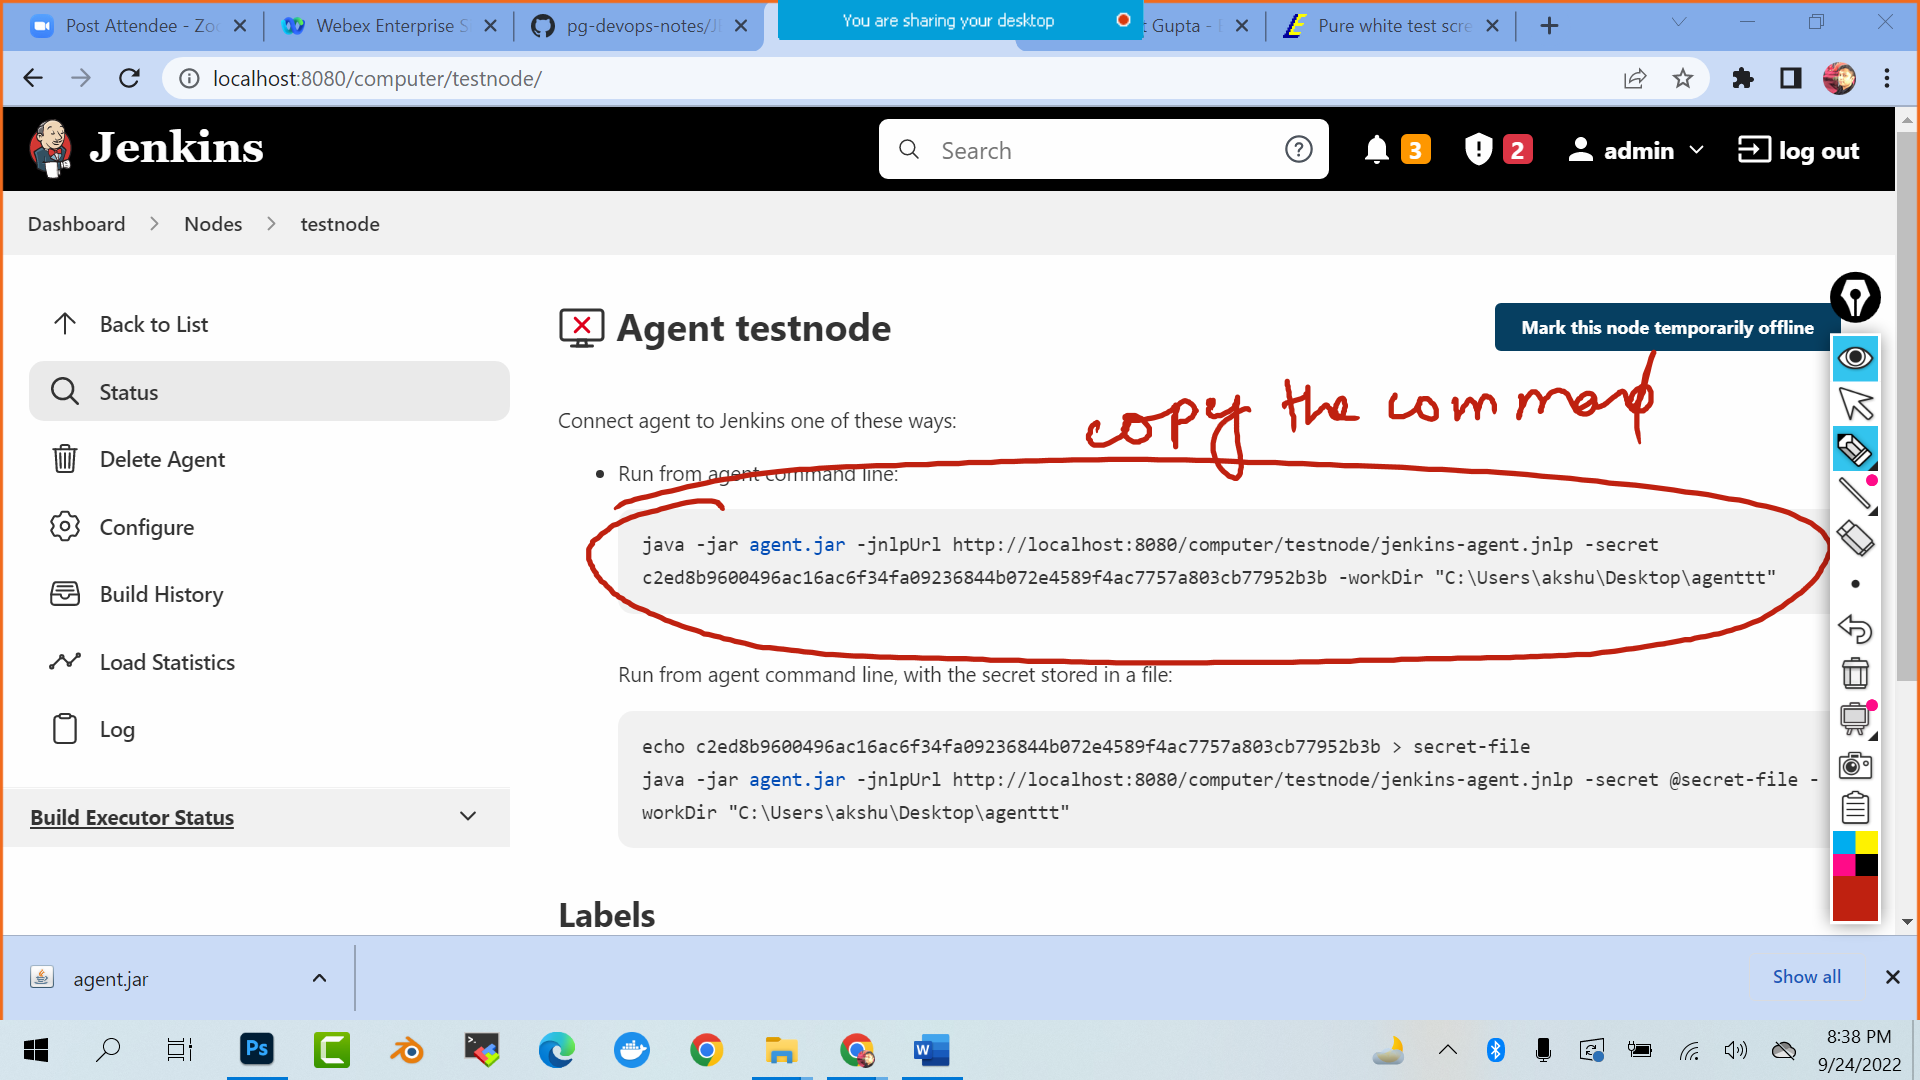 Post Attendee - Zoo
Webex Enterprise S
pg-devops-notes/JE
You are sharing your desktop
t Gupta - E
Pure white test scre
localhost:8080/computer/testnode/
Jenkins
Search
3
2
admin
log out
Dashboard
Nodes
testnode
Back to List
Status
Delete Agent
Configure
Build History
Load Statistics
Log
Build Executor Status
Agent testnode
Mark this node temporarily offline
copy the command
Connect agent to Jenkins one of these ways:
Run from agent command line:
java -jar agent.jar -jnlpUrl http://localhost:8080/computer/testnode/jenkins-agent.jnlp -secret
c2ed8b9600496ac16ac6f34fa09236844b072e4589f4ac7757a803cb77952b3b -workDir "C:\Users\akshu\Desktop\agenttt"
Run from agent command line, with the secret stored in a file:
echo c2ed8b9600496ac16ac6f34fa09236844b072e4589f4ac7757a803cb77952b3b > secret-file
java -jar agent.jar -jnlpUrl http://localhost:8080/computer/testnode/jenkins-agent.jnlp -secret @secret-file -
workDir "C:\Users\akshu\Desktop\agenttt"
Labels
agent.jar
Show all
Ps
C
W
8:38 PM
9/24/2022